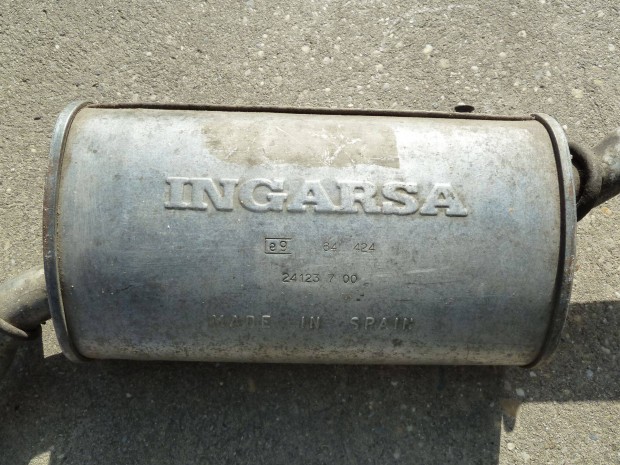 INGARSA
e9 84 424
24123 7 00
MADE IN SPAIN